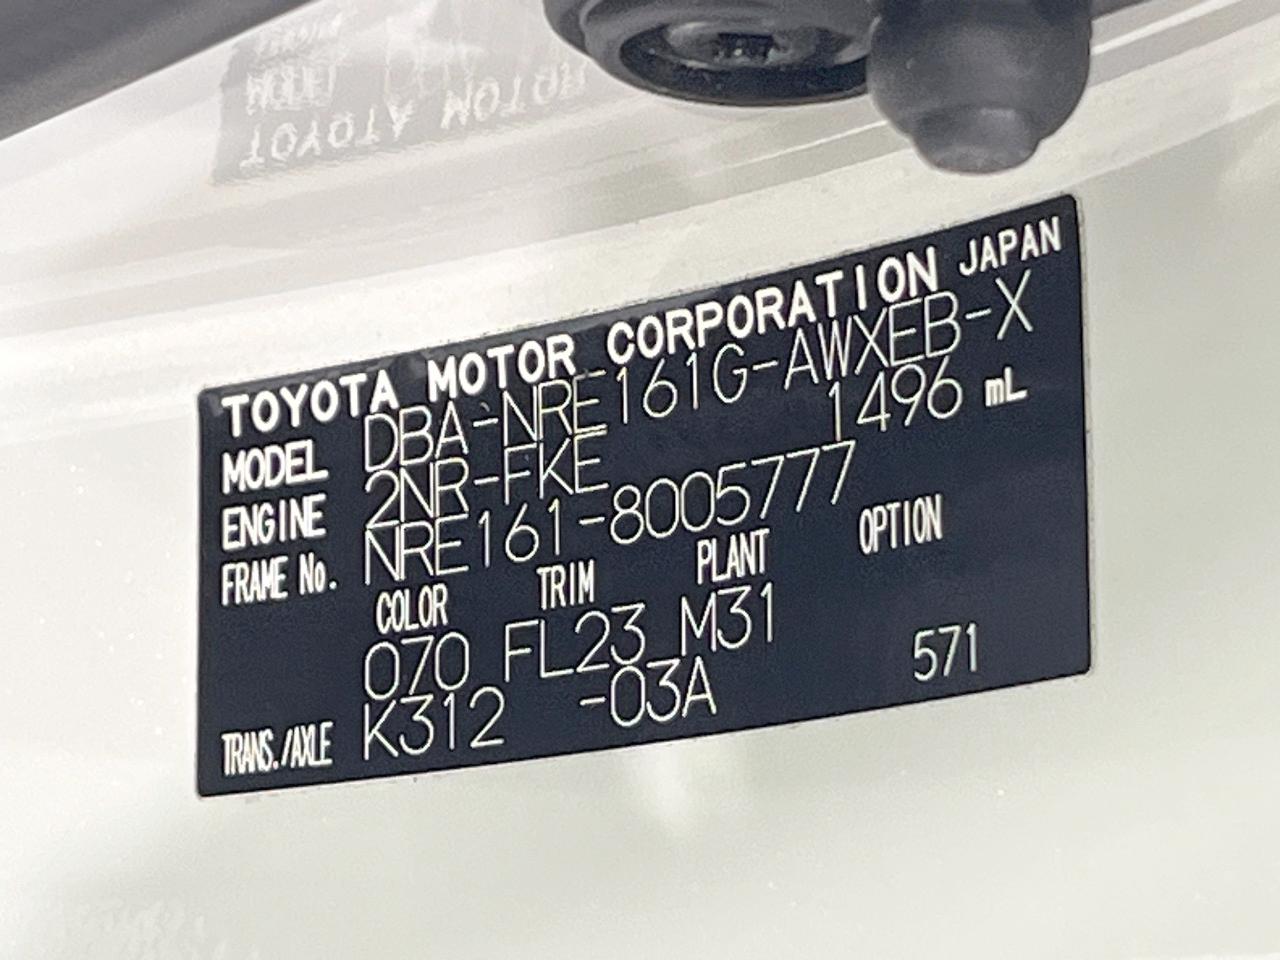 TOYOTA MOTOR CORPORATION JAPAN
MODEL DBA-NRE161G-AWXEB-X
ENGINE 2NR-FKE 1496 mL
FRAME No. NRE161-8005777
COLOR TRIM PLANT OPTION
070 FL23 M31
TRANS./AXLE K312 -03A 571